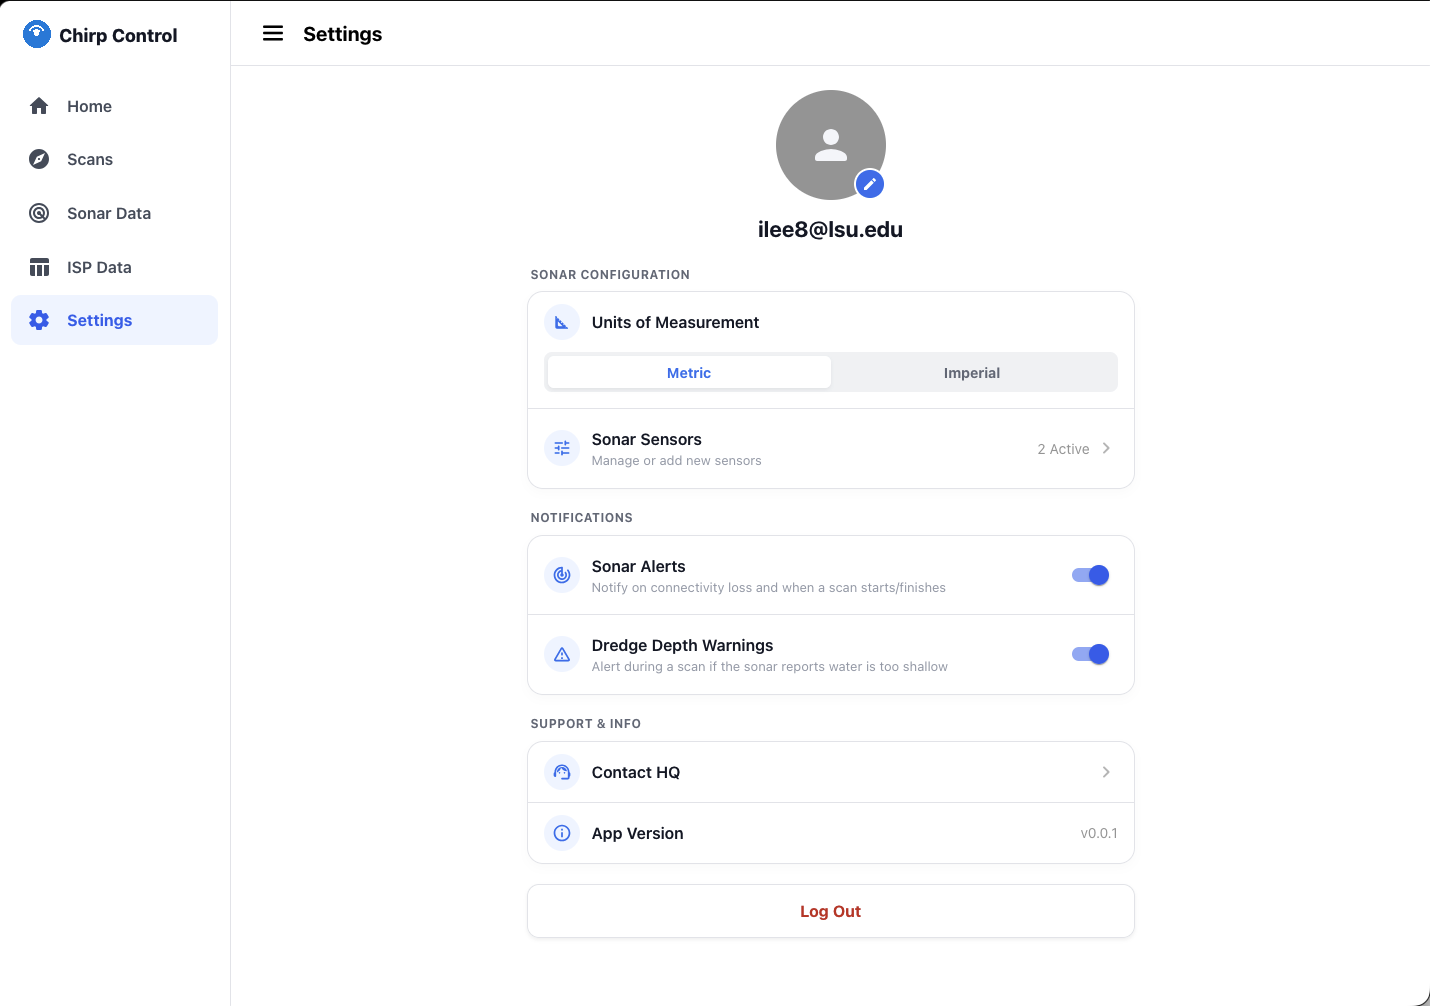 Chirp Control
Settings
Home
Scans
Sonar Data
ISP Data
Settings
ilee8@lsu.edu
SONAR CONFIGURATION
Units of Measurement
Metric
Imperial
Sonar Sensors
Manage or add new sensors
2 Active
NOTIFICATIONS
Sonar Alerts
Notify on connectivity loss and when a scan starts/finishes
Dredge Depth Warnings
Alert during a scan if the sonar reports water is too shallow
SUPPORT & INFO
Contact HQ
App Version
v0.0.1
Log Out